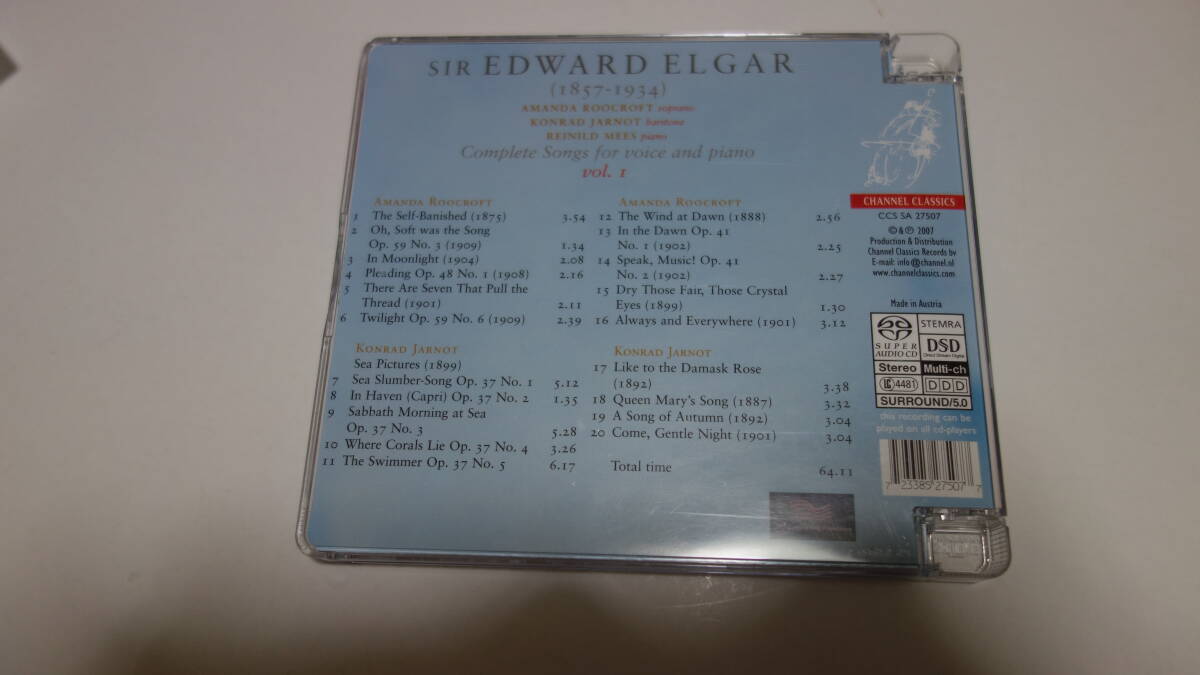 SIR EDWARD ELGAR
(1857-1934)
AMANDA ROOCROFT soprano
KONRAD JARNOT baritone
REINILD MEES piano
Complete Songs for voice and piano
vol. 1
AMANDA ROOCROFT
1 The Self-Banished (1875) 3.54
2 Oh, Soft was the Song
Op. 59 No. 3 (1909) 1.34
3 In Moonlight (1904) 2.08
4 Pleading Op. 48 No. 1 (1908) 2.16
5 There Are Seven That Pull the
Thread (1901) 2.11
6 Twilight Op. 59 No. 6 (1909) 2.39
KONRAD JARNOT
Sea Pictures (1899)
7 Sea Slumber-Song Op. 37 No. 1 5.12
8 In Haven (Capri) Op. 37 No. 2 1.35
9 Sabbath Morning at Sea
Op. 37 No. 3 5.28
10 Where Corals Lie Op. 37 No. 4 3.26
11 The Swimmer Op. 37 No. 5 6.17
AMANDA ROOCROFT
12 The Wind at Dawn (1888) 2.56
13 In the Dawn Op. 41
No. 1 (1902) 2.25
14 Speak, Music! Op. 41
No. 2 (1902) 2.27
15 Dry Those Fair, Those Crystal
Eyes (1899) 1.30
16 Always and Everywhere (1901) 3.12
KONRAD JARNOT
17 Like to the Damask Rose
(1892) 3.38
18 Queen Mary's Song (1887) 3.32
19 A Song of Autumn (1892) 3.04
20 Come, Gentle Night (1901) 3.04
Total time 64.11
CHANNEL CLASSICS
CCS SA 27507
© & ℗ 2007
Production & Distribution
Channel Classics Records bv
E-mail: info@channel.nl
www.channelclassics.com
Made in Austria
SUPER AUDIO CD
STEMRA
DSD
Direct Stream Digital
Stereo Multi-ch
LC 4481 DDD
SURROUND/5.0
this recording can be
played on all cd-players
7 23385 27507 7